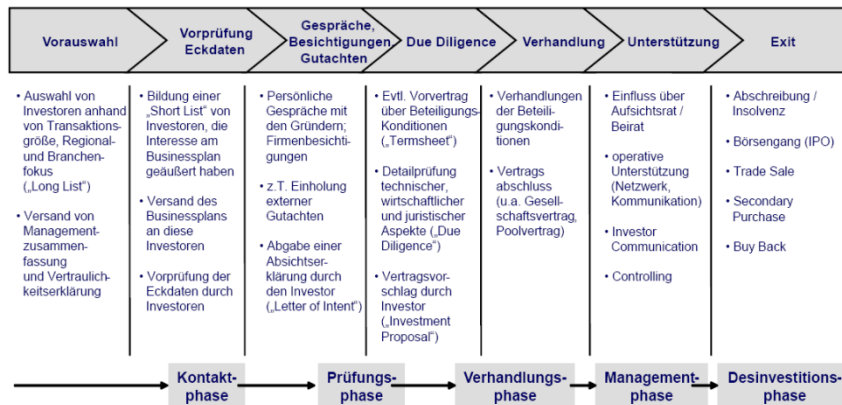 Vorauswahl
Vorprüfung
Eckdaten
Gespräche,
Besichtigungen,
Gutachten
Due Diligence
Verhandlung
Unterstützung
Exit
• Auswahl von
Investoren anhand
von Transaktions-
größe, Regional-
und Branchen-
fokus
(„Long List“)
• Versand von
Management-
zusammen-
fassung
und Vertraulich-
keitserklärung
• Bildung einer
„Short List“ von
Investoren, die
Interesse am
Businessplan
geäußert haben
• Versand des
Businessplans
an diese
Investoren
• Vorprüfung der
Eckdaten durch
Investoren
• Persönliche
Gespräche mit
den Gründern;
Firmenbesichti-
gungen
• z.T. Einholung
externer
Gutachten
• Abgabe einer
Absichtser-
klärung durch
den Investor
(„Letter of Intent“)
• Evtl. Vorvertrag
über Beteiligungs-
Konditionen
(„Termsheet“)
• Detailprüfung
technischer,
wirtschaftlicher
und juristischer
Aspekte („Due
Diligence“)
• Vertragsvor-
schlag durch
Investor
(„Investment
Proposal“)
• Verhandlungen
der Beteili-
gungskondi-
tionen
• Vertrags
abschluss
(u.a. Gesell-
schaftsvertrag,
Poolvertrag)
• Einfluss über
Aufsichtsrat /
Beirat
• operative
Unterstützung
(Netzwerk,
Kommunikation)
• Investor
Communication
• Controlling
• Abschreibung /
Insolvenz
• Börsengang (IPO)
• Trade Sale
• Secondary
Purchase
• Buy Back
Kontakt-
phase
Prüfungs-
phase
Verhandlungs-
phase
Management-
phase
Desinvestitions-
phase